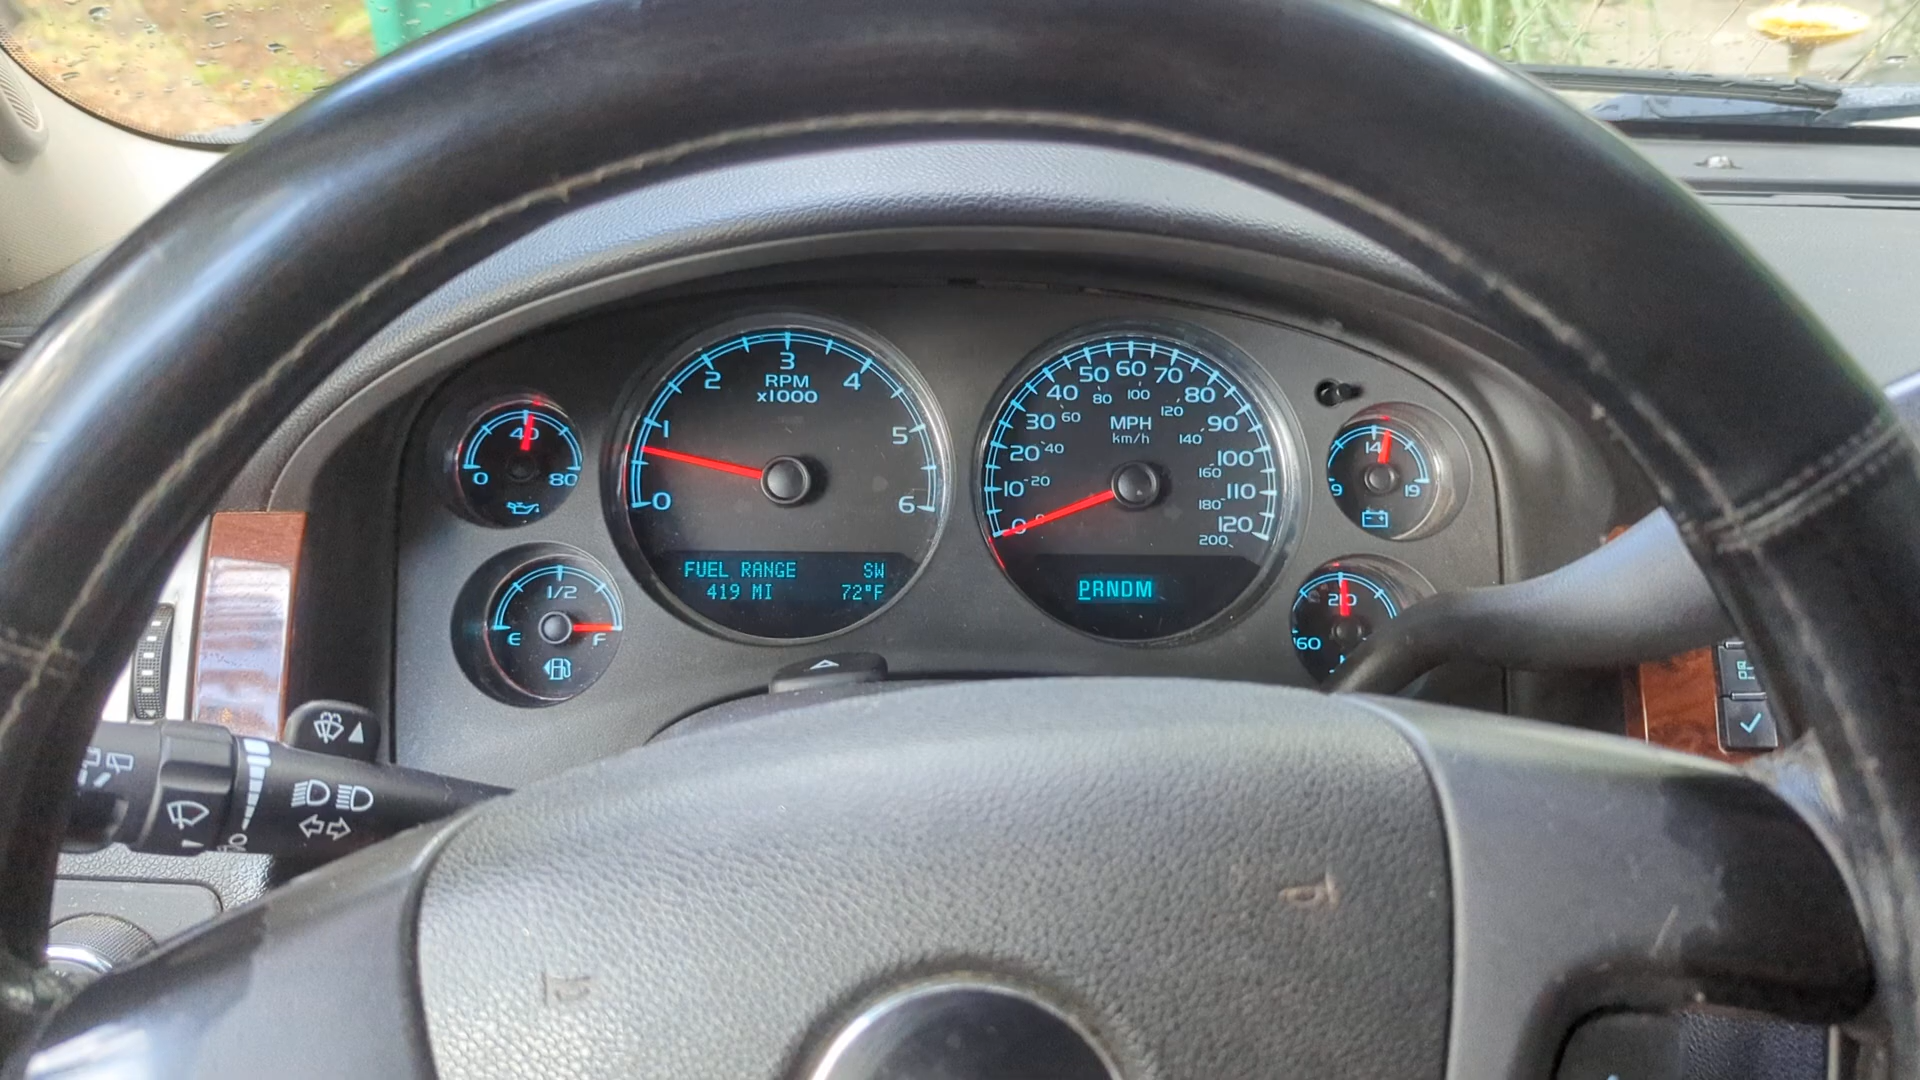 40
0 80
1/2
E F
3
2 4
RPM
x1000
1 5
0 6
FUEL RANGE SW
419 MI 72°F
50 60 70
40 80 100 80
30 60 120 90
MPH
km/h 140
20 40 100
160
10 20 110
180
0 0 120
200
PRNDM
14
9 19
210